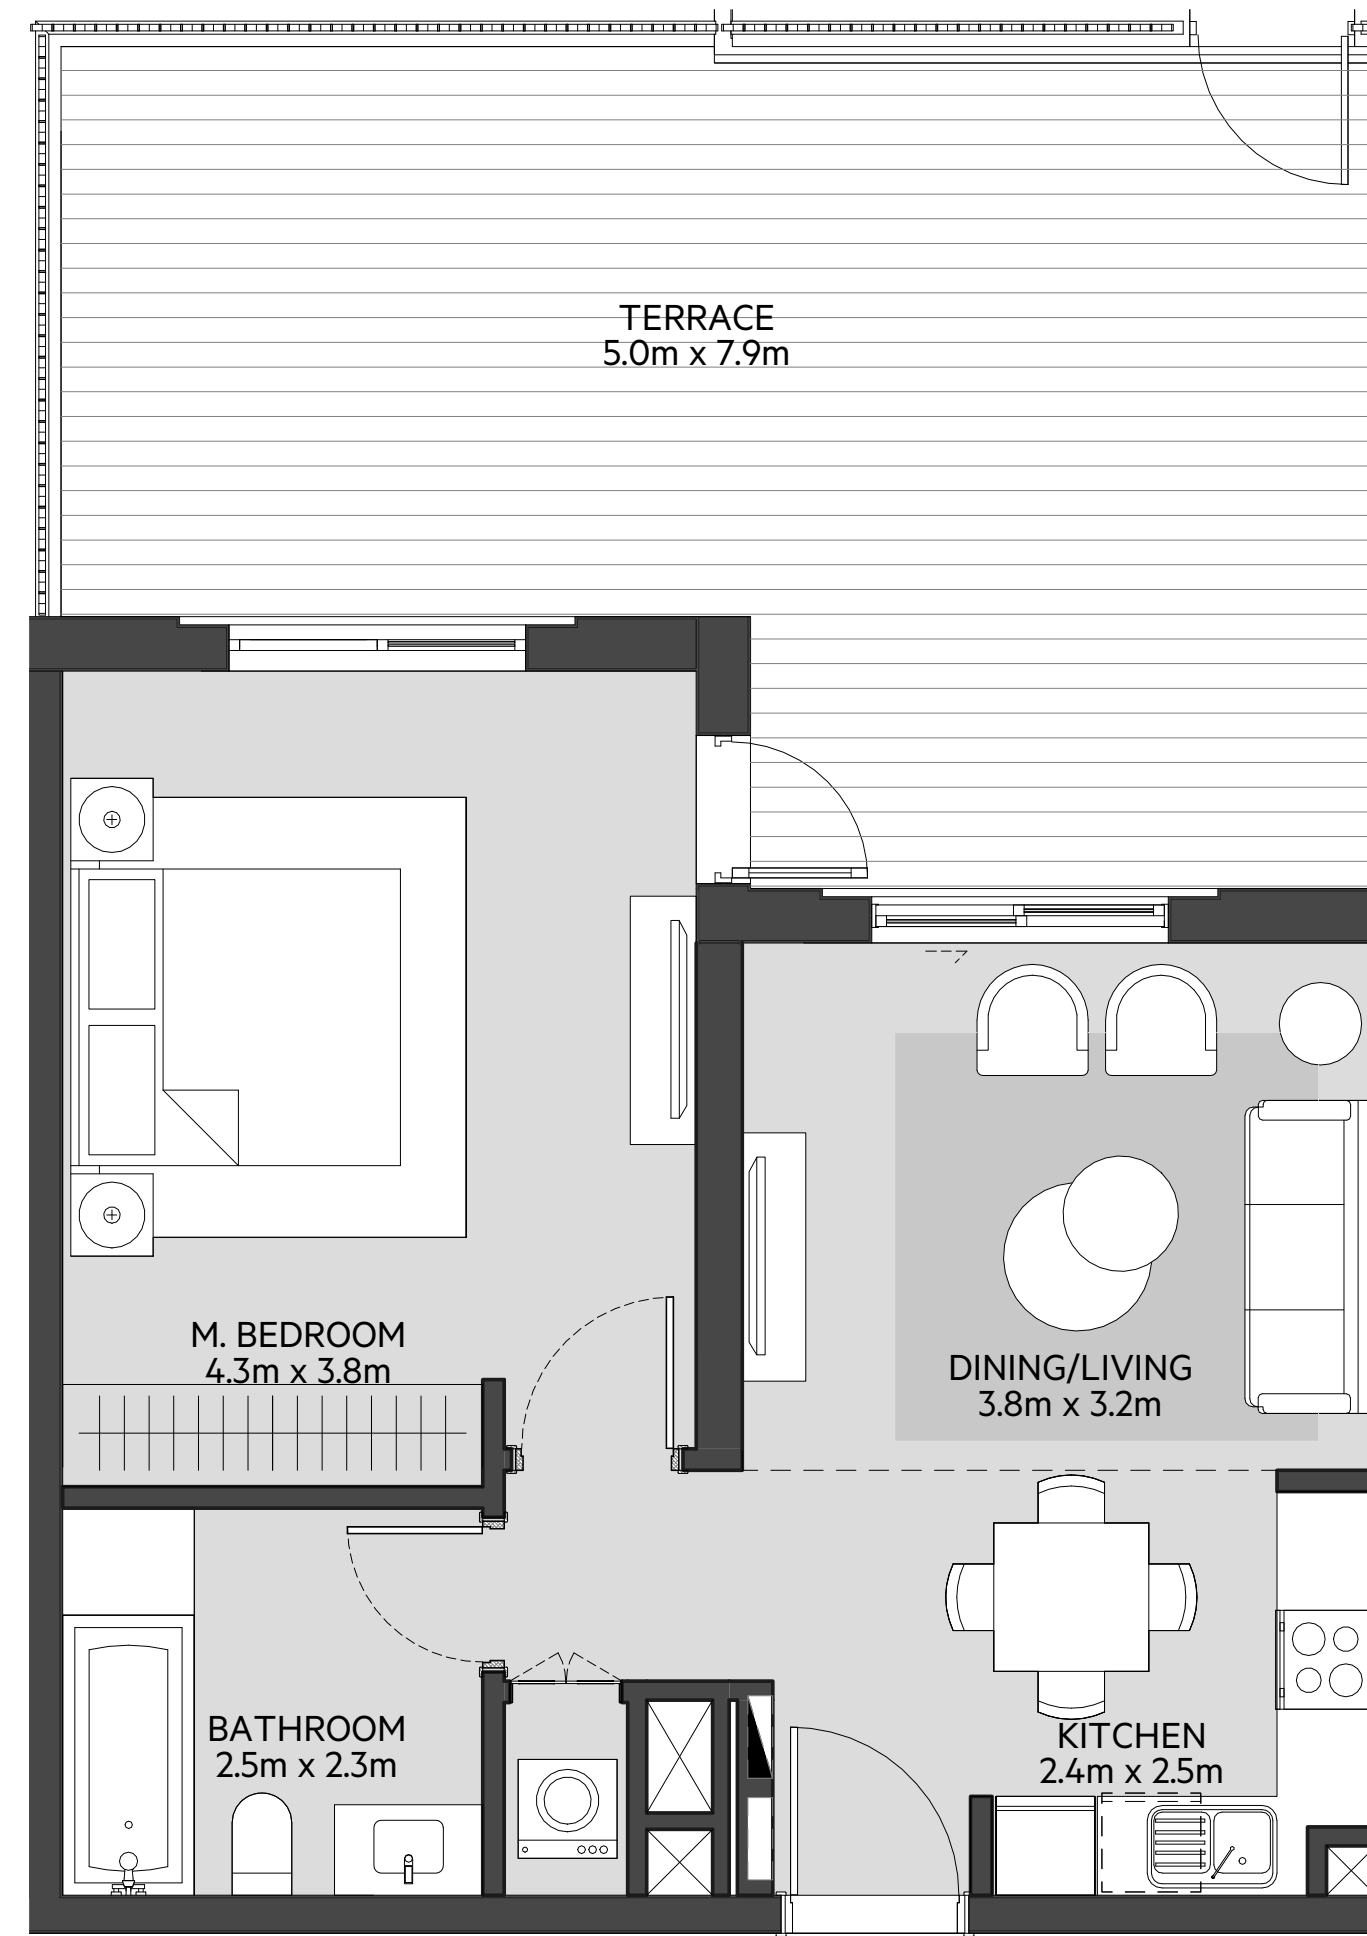 TERRACE
5.0m x 7.9m
M. BEDROOM
4.3m x 3.8m
DINING/LIVING
3.8m x 3.2m
BATHROOM
2.5m x 2.3m
KITCHEN
2.4m x 2.5m